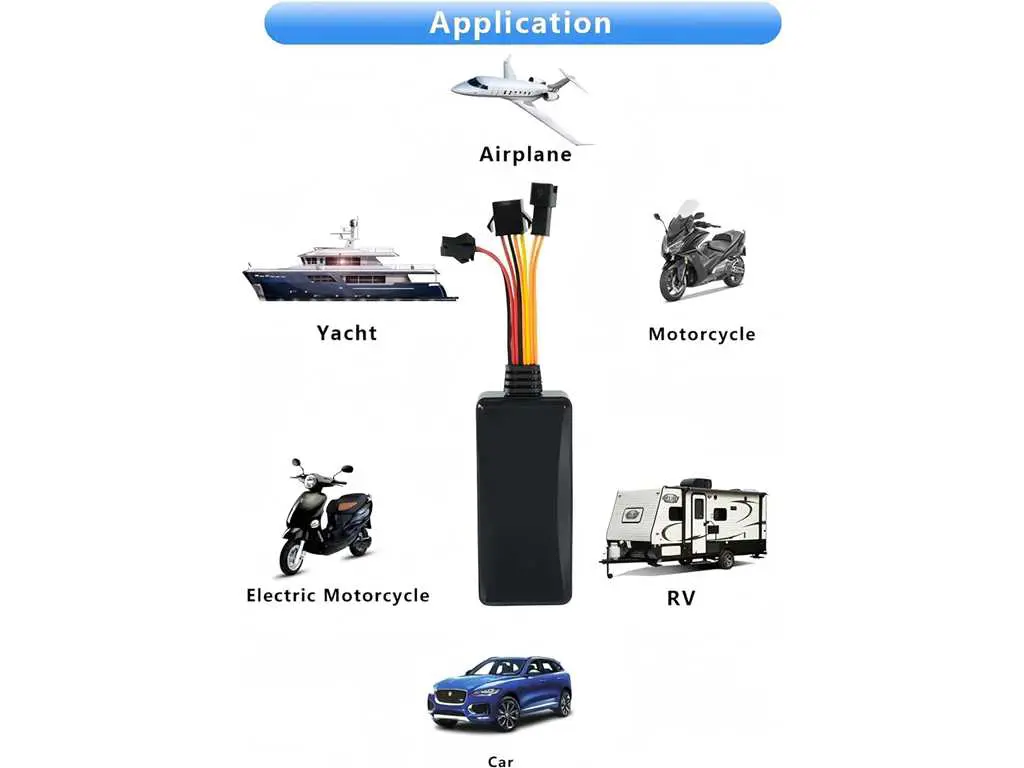 Application
Airplane
Yacht
Motorcycle
Electric Motorcycle
RV
Car